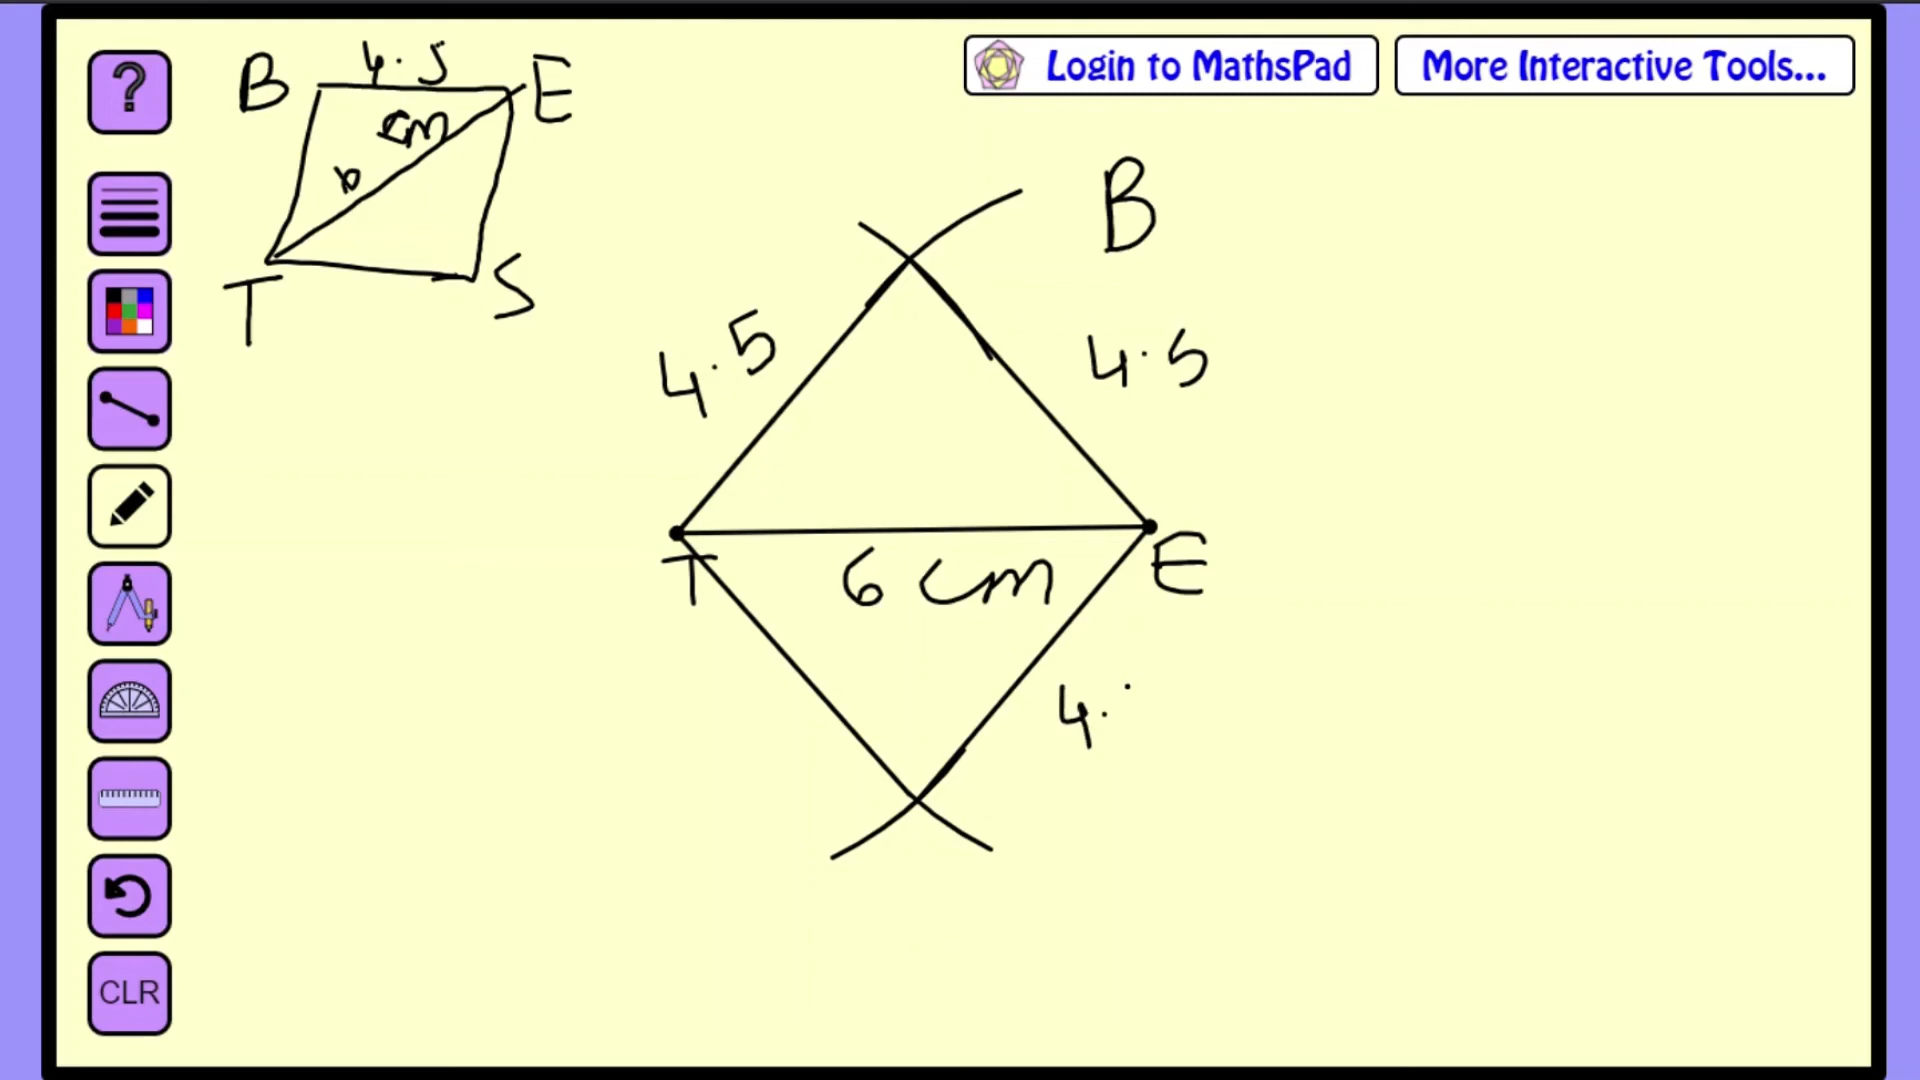 ?
Login to MathsPad
More Interactive Tools...
B
4.5
E
cm
6
T
S
B
4.5
4.5
T
6 cm
E
4.
CLR